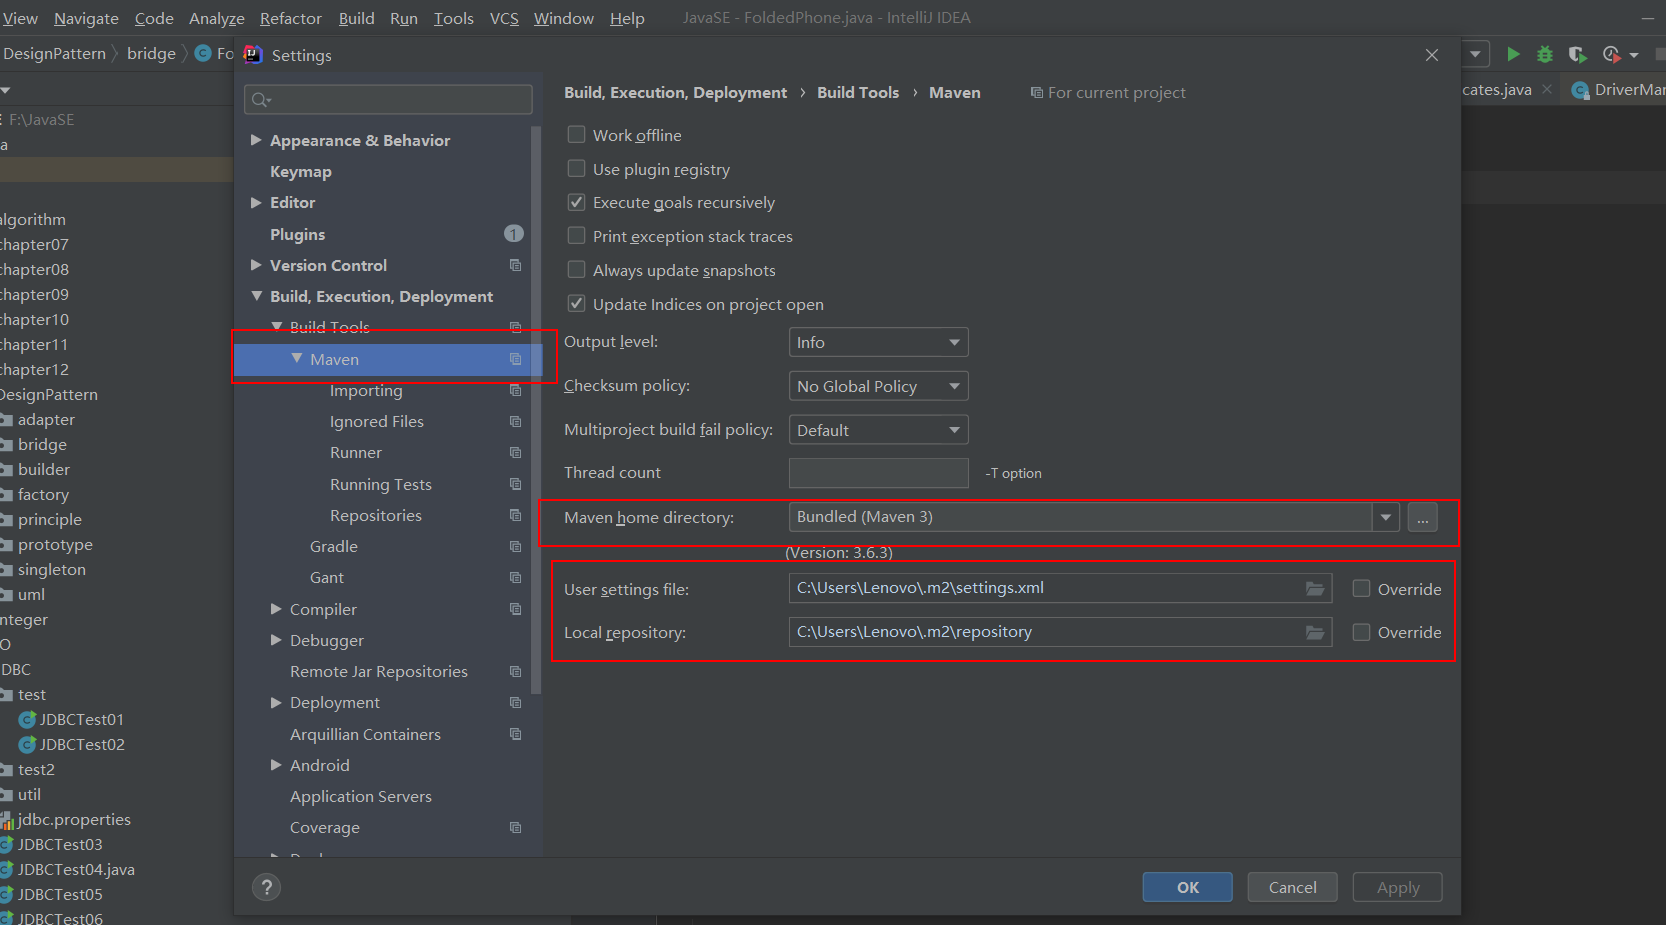 View Navigate Code Analyze Refactor Build Run Tools VCS Window Help JavaSE - FoldedPhone.java - IntelliJ IDEA
DesignPattern bridge Fo
Settings
cates.java DriverMar
F:\JavaSE
a
algorithm
chapter07
chapter08
chapter09
chapter10
chapter11
chapter12
DesignPattern
adapter
bridge
builder
factory
principle
prototype
singleton
uml
nteger
O
DBC
test
JDBCTest01
JDBCTest02
test2
util
jdbc.properties
JDBCTest03
JDBCTest04.java
JDBCTest05
JDBCTest06
Appearance & Behavior
Keymap
Editor
Plugins 1
Version Control
Build, Execution, Deployment
Build Tools
Maven
Importing
Ignored Files
Runner
Running Tests
Repositories
Gradle
Gant
Compiler
Debugger
Remote Jar Repositories
Deployment
Arquillian Containers
Android
Application Servers
Coverage
Build, Execution, Deployment › Build Tools › Maven For current project
Work offline
Use plugin registry
Execute goals recursively
Print exception stack traces
Always update snapshots
Update Indices on project open
Output level: Info
Checksum policy: No Global Policy
Multiproject build fail policy: Default
Thread count -T option
Maven home directory: Bundled (Maven 3) ...
(Version: 3.6.3)
User settings file: C:\Users\Lenovo\.m2\settings.xml Override
Local repository: C:\Users\Lenovo\.m2\repository Override
? OK Cancel Apply